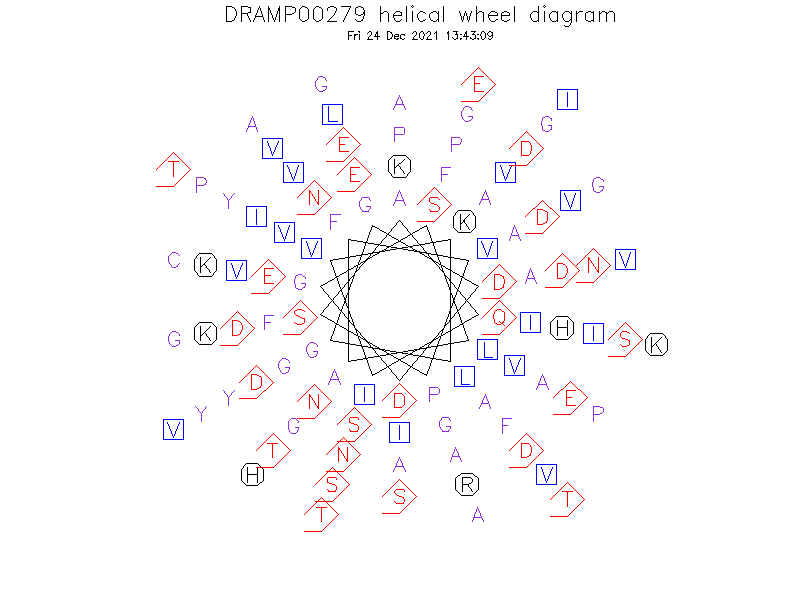 DRAMP00279 helical wheel diagram
Fri 24 Dec 2021 13:43:09
G E
A I
L G
A G
P
V E P D
T K
V E F V
P G
Y N G A S A V
I F K D
V A
V V
C K N V
V E A D
G D
S F Q I
K D H I
G S K
G L
G V
A L
D A
Y N I D P A E
Y P
V G S I G F
T N A D
A
H V
S R
S T
T A